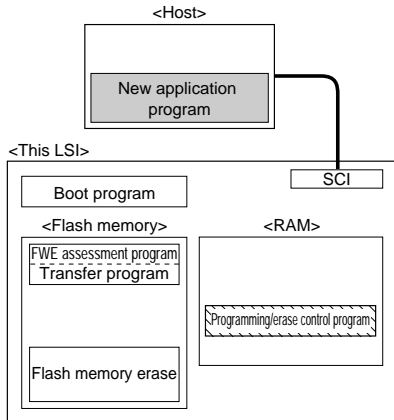 <Host>
New application
program
<This LSI>
SCI
Boot program
<Flash memory>
<RAM>
FWE assessment program
Transfer program
Programming/erase control program
Flash memory erase